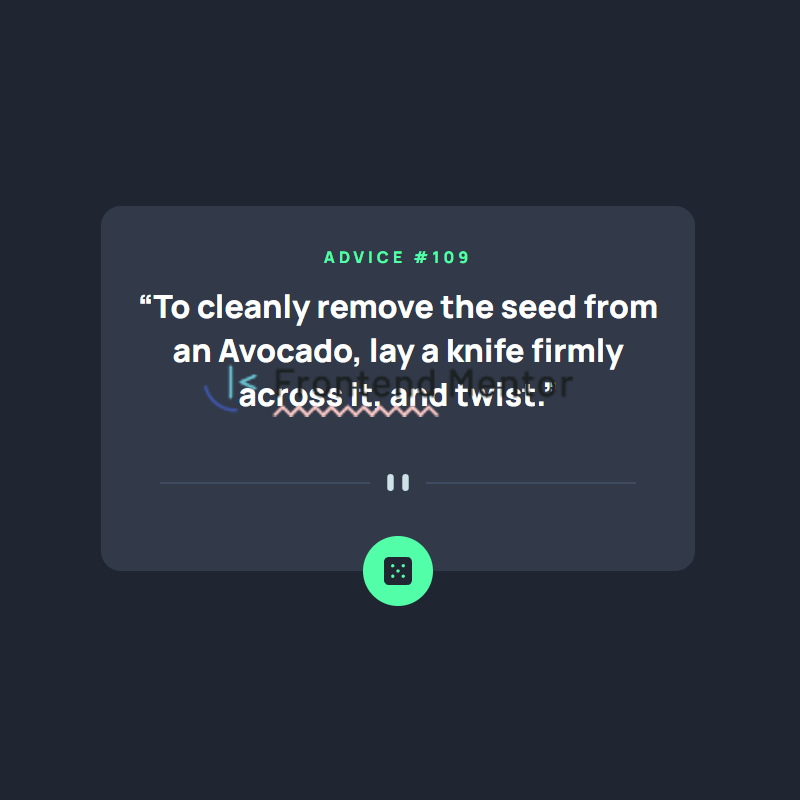 ADVICE #109
“To cleanly remove the seed from
an Avocado, lay a knife firmly
across it, and twist.”
Frontend Mentor